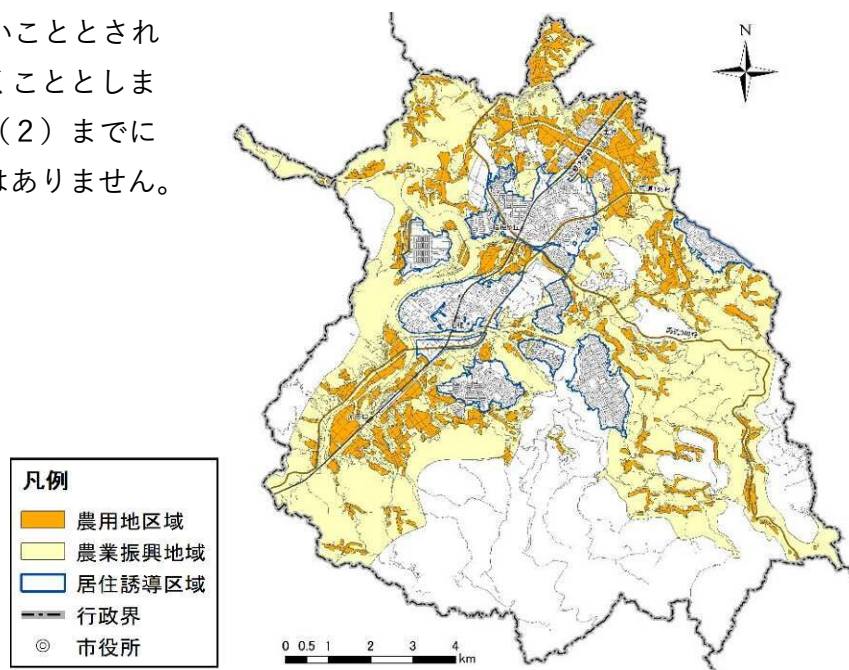 いこととされ
くこととしま
（２）までに
はありません。
N
凡例
農用地区域
農業振興地域
居住誘導区域
行政界
市役所
0 0.5 1 2 3 4
km